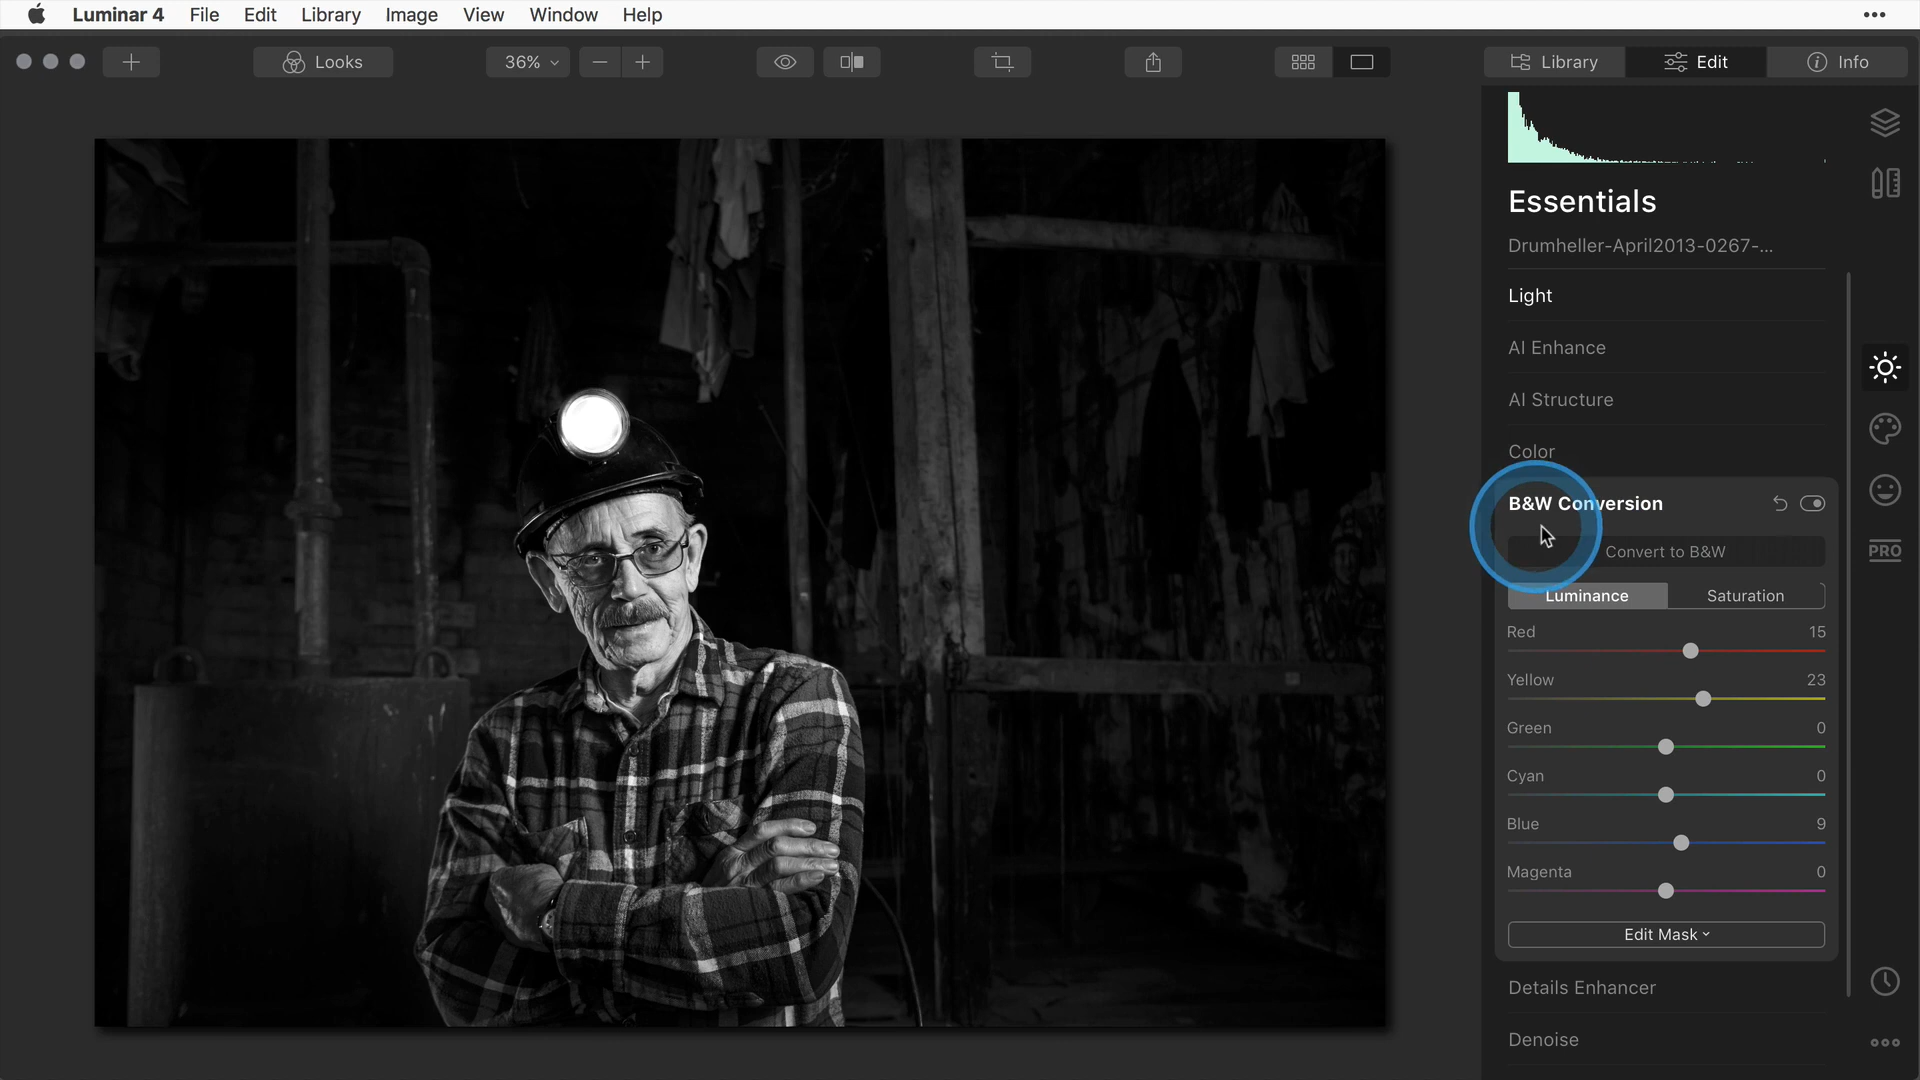 Luminar 4 File Edit Library Image View Window Help
Looks 36% Library Edit Info
Essentials
Drumheller-April2013-0267-...
Light
AI Enhance
AI Structure
Color
B&W Conversion
Convert to B&W
Luminance Saturation
Red 15
Yellow 23
Green 0
Cyan 0
Blue 9
Magenta 0
Edit Mask
Details Enhancer
Denoise
PRO